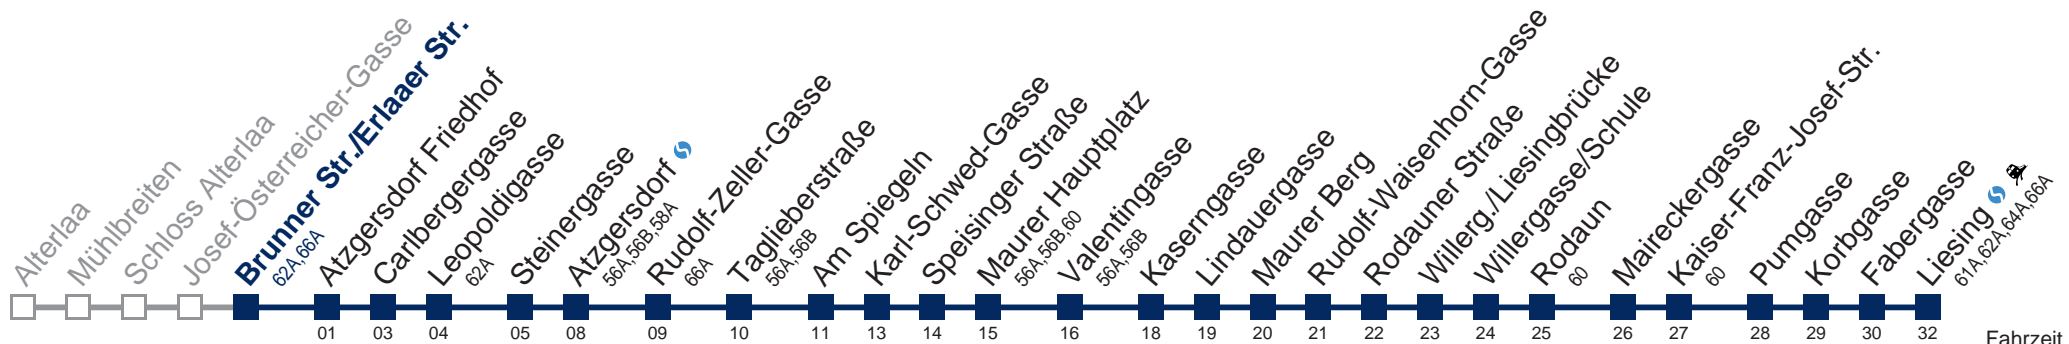 Alterlaa
Mühlbreiten
Schloss Alterlaa
Josef-Österreicher-Gasse
Brunner Str./Erlaaer Str.
62A,66A
Atzgersdorf Friedhof
Carlbergergasse
Leopoldigasse
62A
Steinergasse
Atzgersdorf
56A,56B,58A
Rudolf-Zeller-Gasse
66A
Taglieberstraße
56A,56B
Am Spiegeln
Karl-Schwed-Gasse
Speisinger Straße
Maurer Hauptplatz
56A,56B,60
Valentingasse
56A,56B
Kaserngasse
Lindauergasse
Maurer Berg
Rudolf-Waisenhorn-Gasse
Rodauner Straße
Willerg./Liesingbrücke
Willergasse/Schule
Rodaun
60
Maireckergasse
Kaiser-Franz-Josef-Str.
60
Pumgasse
Korbgasse
Fabergasse
Liesing
61A,62A,64A,66A
01 03 04 05 08 09 10 11 13 14 15 16 18 19 20 21 22 23 24 25 26 27 28 29 30 32 Fahrzeit